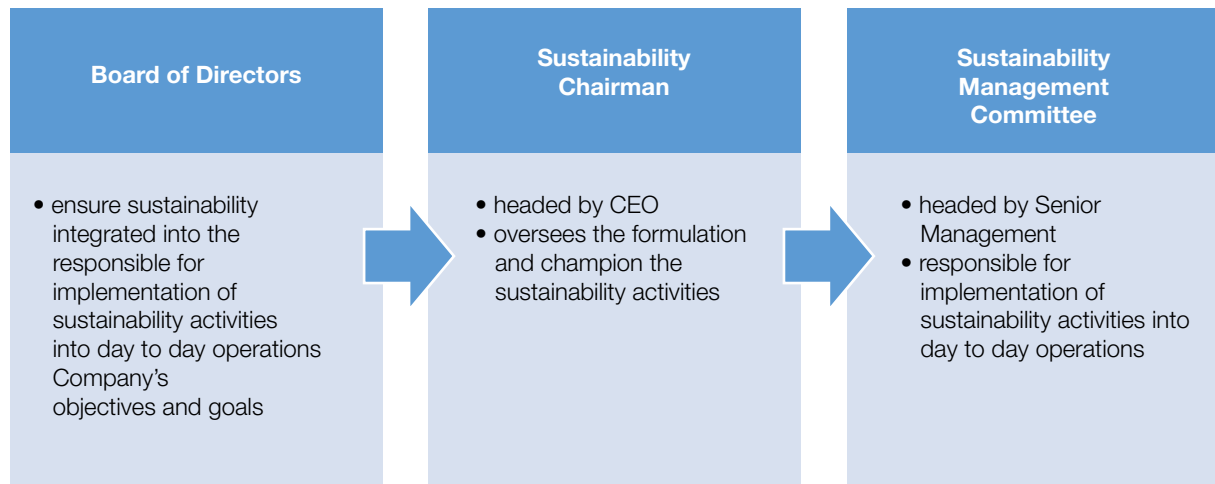 Board of Directors
• ensure sustainability
integrated into the
responsible for
implementation of
sustainability activities
into day to day operations
Company’s
objectives and goals
Sustainability
Chairman
• headed by CEO
• oversees the formulation
and champion the
sustainability activities
Sustainability
Management
Committee
• headed by Senior
Management
• responsible for
implementation of
sustainability activities into
day to day operations